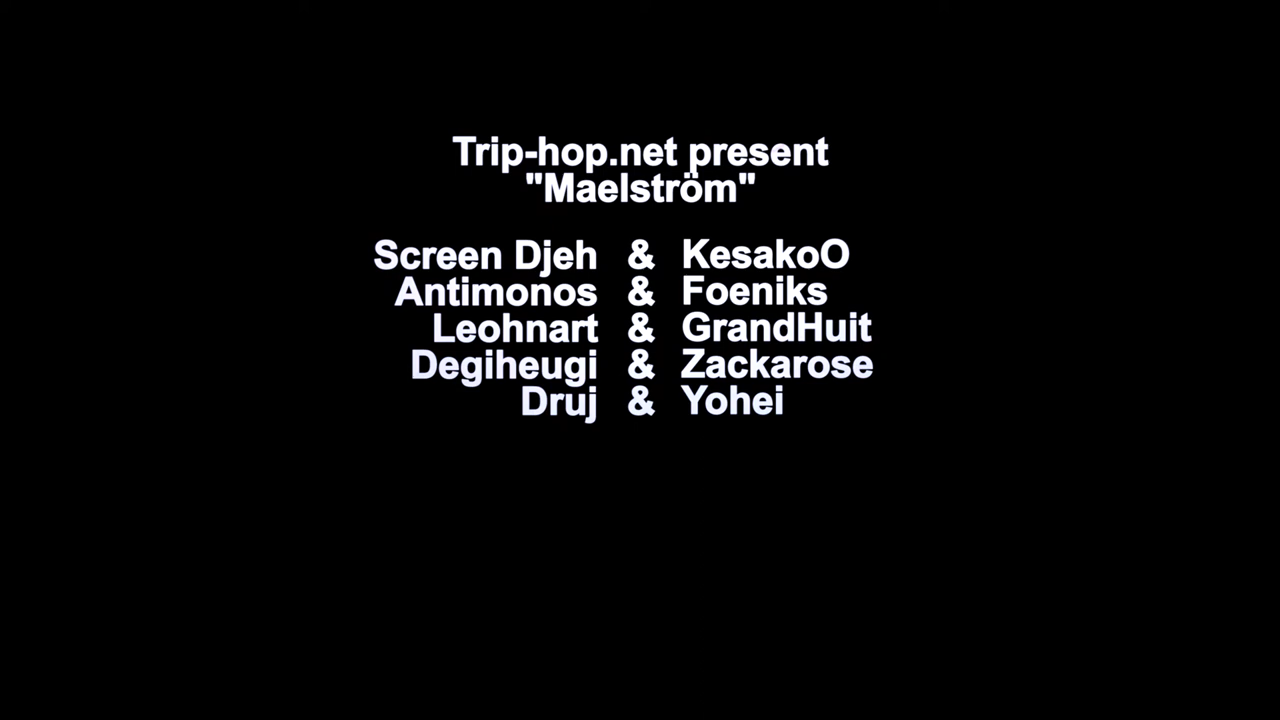 Trip-hop.net present
"Maelström"
Screen Djeh & KesakoO
Antimonos & Foeniks
Leohnart & GrandHuit
Degiheugi & Zackarose
Druj & Yohei